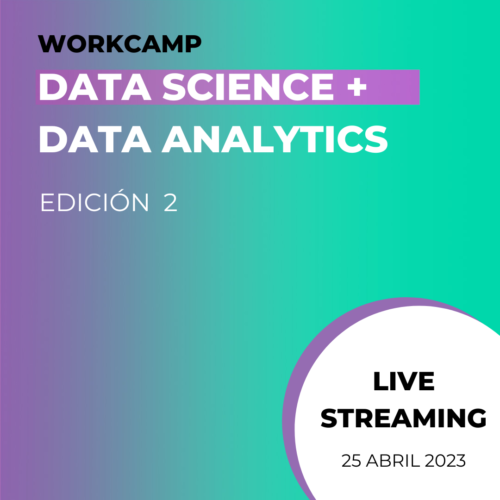 WORKCAMP
DATA SCIENCE +
DATA ANALYTICS
EDICIÓN 2
LIVE
STREAMING
25 ABRIL 2023